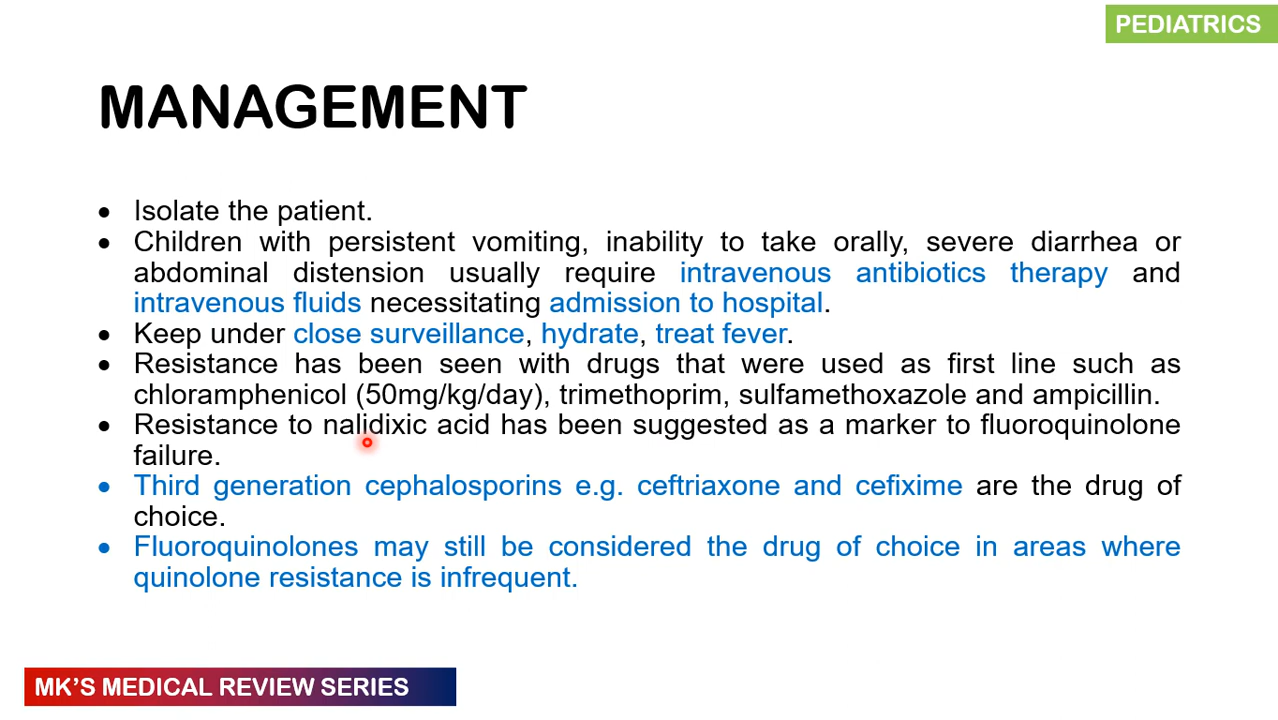 PEDIATRICS
MANAGEMENT
• Isolate the patient.
• Children with persistent vomiting, inability to take orally, severe diarrhea or
abdominal distension usually require intravenous antibiotics therapy and
intravenous fluids necessitating admission to hospital.
• Keep under close surveillance, hydrate, treat fever.
• Resistance has been seen with drugs that were used as first line such as
chloramphenicol (50mg/kg/day), trimethoprim, sulfamethoxazole and ampicillin.
• Resistance to nalidixic acid has been suggested as a marker to fluoroquinolone
failure.
• Third generation cephalosporins e.g. ceftriaxone and cefixime are the drug of
choice.
• Fluoroquinolones may still be considered the drug of choice in areas where
quinolone resistance is infrequent.
MK'S MEDICAL REVIEW SERIES